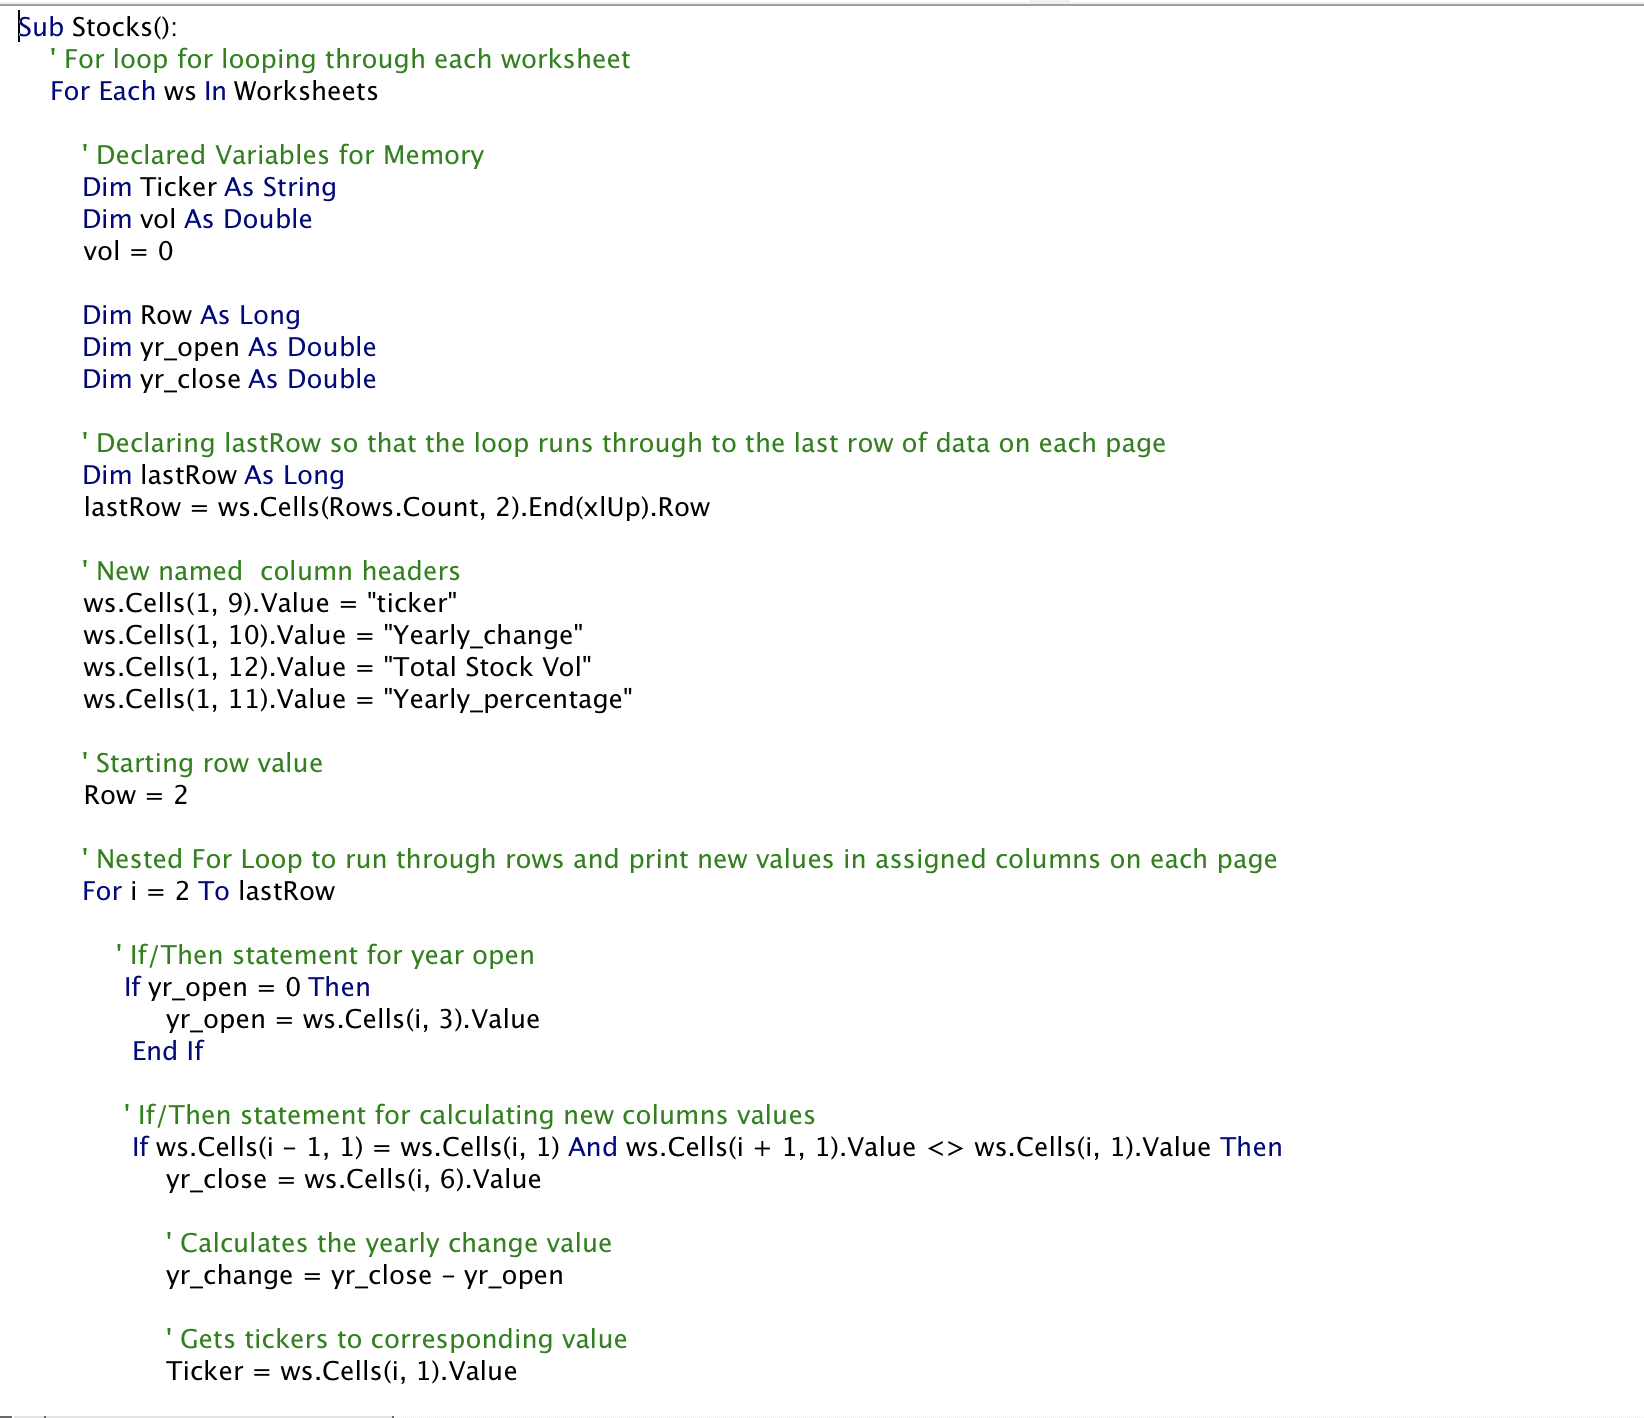 Sub Stocks():
' For loop for looping through each worksheet
For Each ws In Worksheets
' Declared Variables for Memory
Dim Ticker As String
Dim vol As Double
vol = 0
Dim Row As Long
Dim yr_open As Double
Dim yr_close As Double
' Declaring lastRow so that the loop runs through to the last row of data on each page
Dim lastRow As Long
lastRow = ws.Cells(Rows.Count, 2).End(xlUp).Row
' New named  column headers
ws.Cells(1, 9).Value = "ticker"
ws.Cells(1, 10).Value = "Yearly_change"
ws.Cells(1, 12).Value = "Total Stock Vol"
ws.Cells(1, 11).Value = "Yearly_percentage"
' Starting row value
Row = 2
' Nested For Loop to run through rows and print new values in assigned columns on each page
For i = 2 To lastRow
' If/Then statement for year open
If yr_open = 0 Then
yr_open = ws.Cells(i, 3).Value
End If
' If/Then statement for calculating new columns values
If ws.Cells(i - 1, 1) = ws.Cells(i, 1) And ws.Cells(i + 1, 1).Value <> ws.Cells(i, 1).Value Then
yr_close = ws.Cells(i, 6).Value
' Calculates the yearly change value
yr_change = yr_close - yr_open
' Gets tickers to corresponding value
Ticker = ws.Cells(i, 1).Value